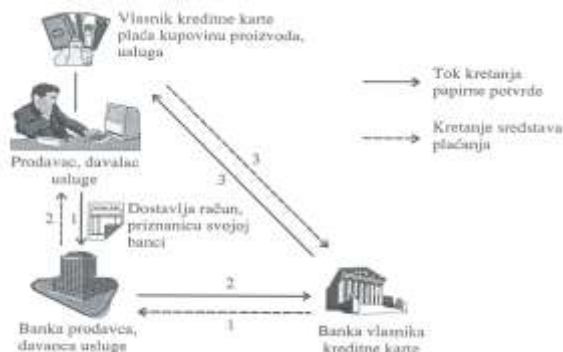 Vlasnik kreditne karte
plaća kupovinu proizvoda,
usluga
Tok kretanja
papirne potvrde
Kretanje sredstava
plaćanja
3
3
Prodavac, davalac
usluge
2
1
Dostavlja račun,
priznanicu svojoj
banci
2
1
Banka prodavca,
davaoca usluge
Banka vlasnika
kreditne karte